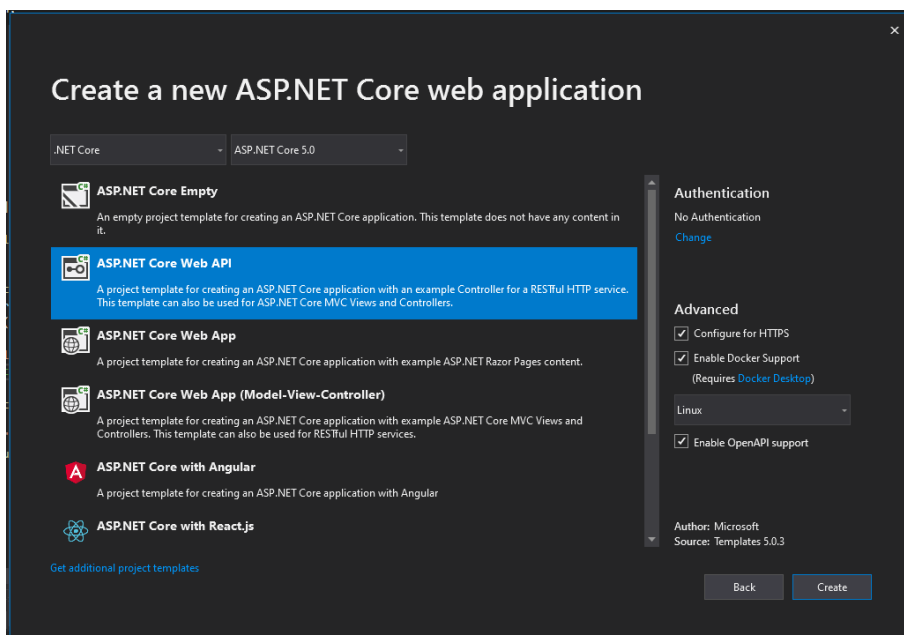 Create a new ASP.NET Core web application
.NET Core
ASP.NET Core 5.0
ASP.NET Core Empty
An empty project template for creating an ASP.NET Core application. This template does not have any content in
it.
ASP.NET Core Web API
A project template for creating an ASP.NET Core application with an example Controller for a RESTful HTTP service.
This template can also be used for ASP.NET Core MVC Views and Controllers.
ASP.NET Core Web App
A project template for creating an ASP.NET Core application with example ASP.NET Razor Pages content.
ASP.NET Core Web App (Model-View-Controller)
A project template for creating an ASP.NET Core application with example ASP.NET Core MVC Views and
Controllers. This template can also be used for RESTful HTTP services.
ASP.NET Core with Angular
A project template for creating an ASP.NET Core application with Angular
ASP.NET Core with React.js
Get additional project templates
Authentication
No Authentication
Change
Advanced
Configure for HTTPS
Enable Docker Support
(Requires Docker Desktop)
Linux
Enable OpenAPI support
Author: Microsoft
Source: Templates 5.0.3
Back
Create